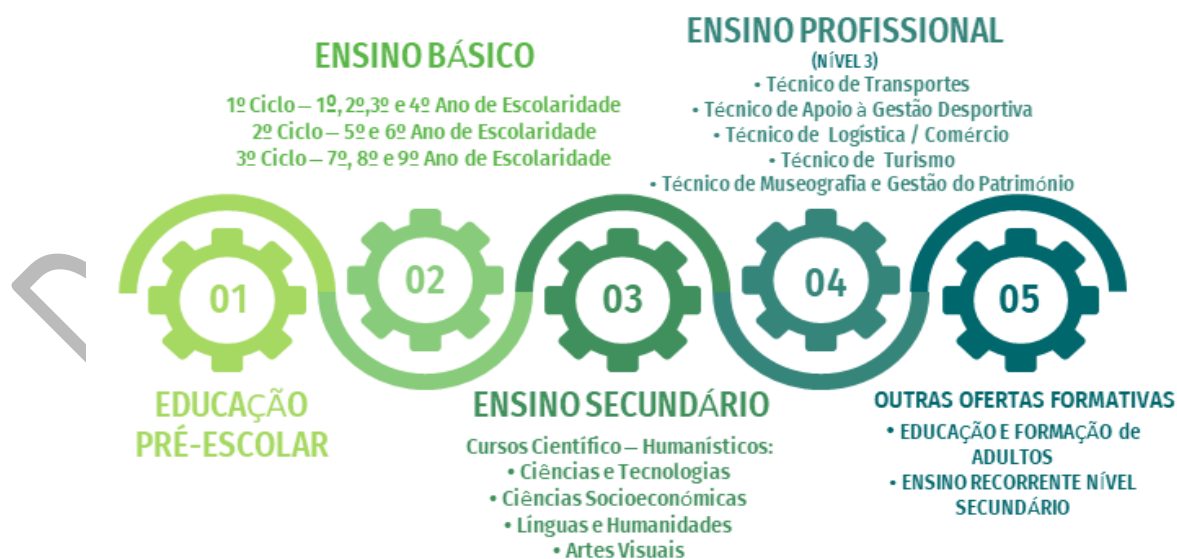 ENSINO BÁSICO
1º Ciclo – 1º, 2º,3º e 4º Ano de Escolaridade
2º Ciclo – 5º e 6º Ano de Escolaridade
3º Ciclo – 7º, 8º e 9º Ano de Escolaridade
ENSINO PROFISSIONAL
(NÍVEL 3)
• Técnico de Transportes
• Técnico de Apoio à Gestão Desportiva
• Técnico de Logística / Comércio
• Técnico de Turismo
• Técnico de Museografia e Gestão do Património
01
02
03
04
05
EDUCAÇÃO
PRÉ-ESCOLAR
ENSINO SECUNDÁRIO
Cursos Científico – Humanísticos:
• Ciências e Tecnologias
• Ciências Socioeconómicas
• Línguas e Humanidades
• Artes Visuais
OUTRAS OFERTAS FORMATIVAS
• EDUCAÇÃO E FORMAÇÃO de
ADULTOS
• ENSINO RECORRENTE NÍVEL
SECUNDÁRIO